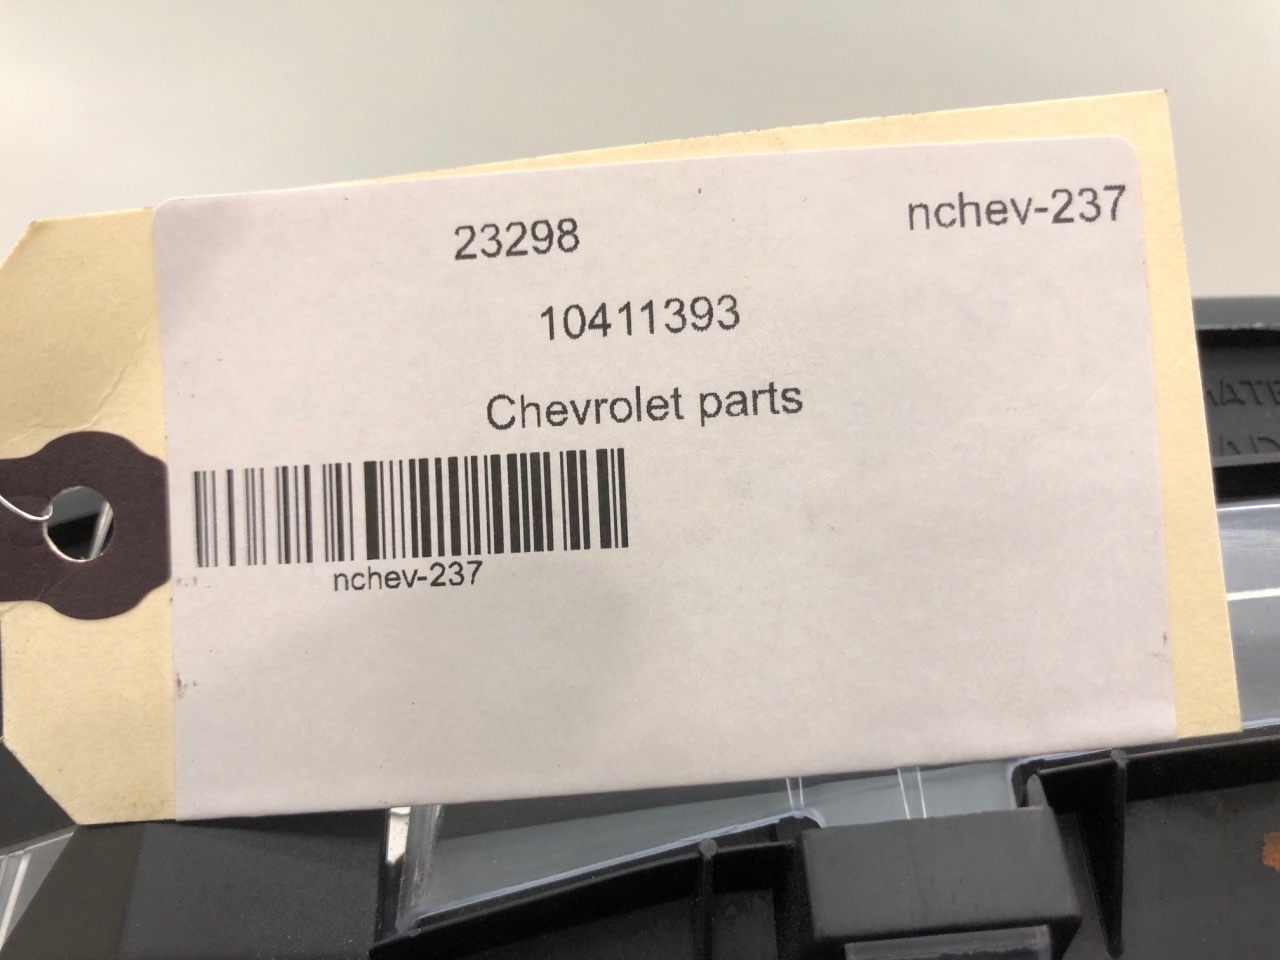 23298
nchev-237
10411393
Chevrolet parts
nchev-237